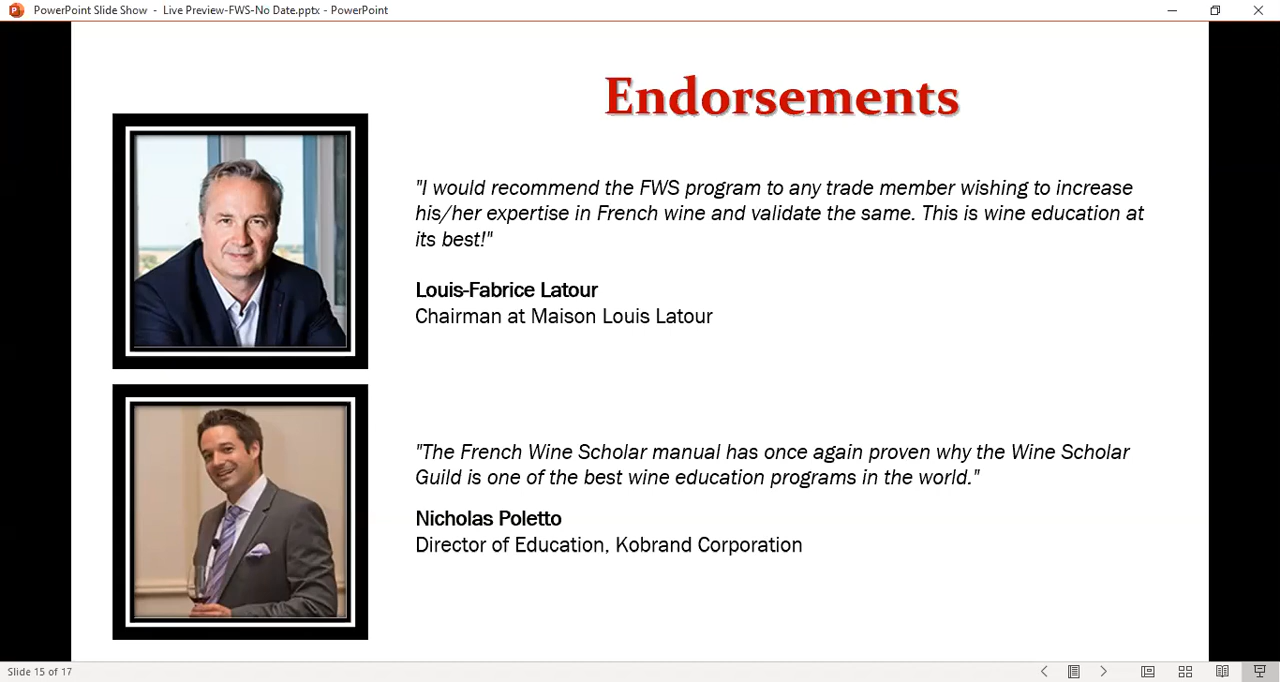 PowerPoint Slide Show - Live Preview-FWS-No Date.pptx - PowerPoint
Endorsements
"I would recommend the FWS program to any trade member wishing to increase
his/her expertise in French wine and validate the same. This is wine education at
its best!"
Louis-Fabrice Latour
Chairman at Maison Louis Latour
"The French Wine Scholar manual has once again proven why the Wine Scholar
Guild is one of the best wine education programs in the world."
Nicholas Poletto
Director of Education, Kobrand Corporation
Slide 15 of 17